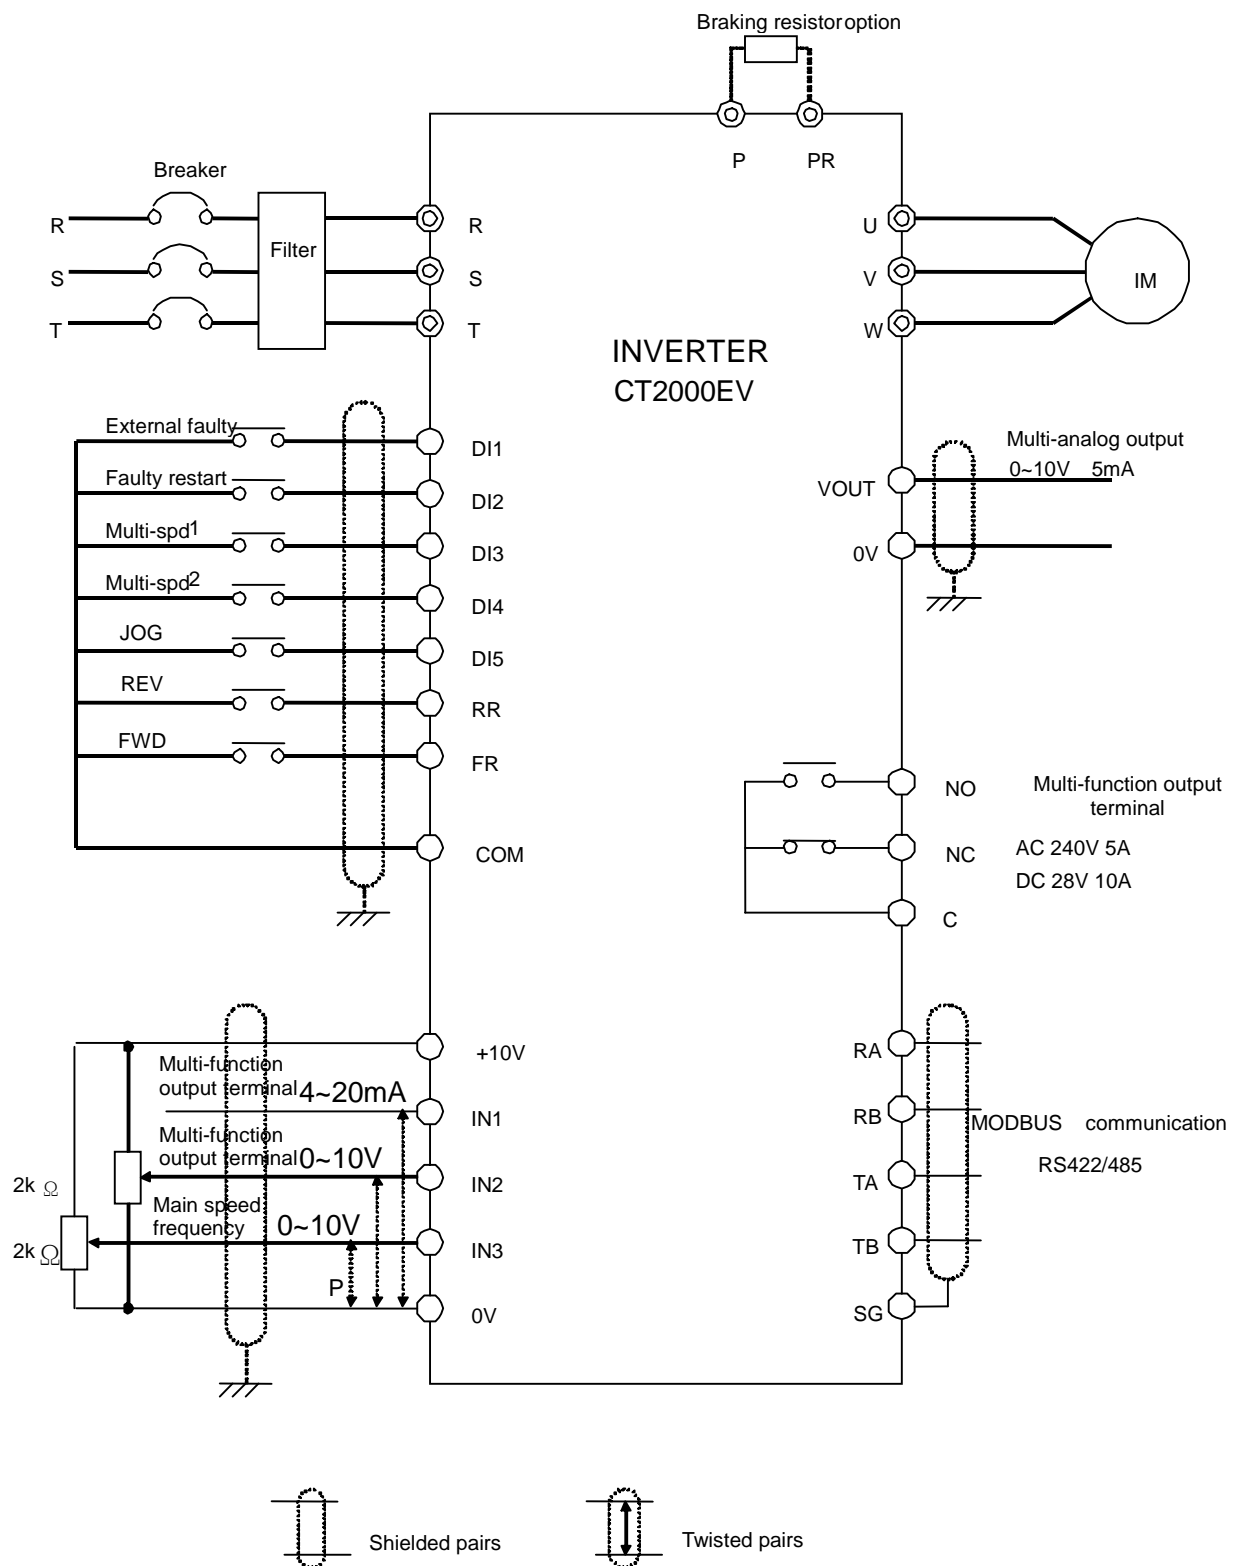 Braking resistor option
P PR
Breaker
R R U
Filter
S S V IM
T T W
INVERTER
CT2000EV
External faulty DI1
Multi-analog output
0~10V 5mA
Faulty restart DI2 VOUT
Multi-spd1 DI3 0V
Multi-spd2 DI4
JOG DI5
REV RR
FWD FR
NO Multi-function output
terminal
COM NC AC 240V 5A
DC 28V 10A
C
+10V RA
Multi-function
output terminal 4~20mA
IN1 RB MODBUS communication
Multi-function
output terminal 0~10V
RS422/485
2k Ω IN2 TA
Main speed
frequency 0~10V
2k Ω IN3 TB
P
0V SG
Shielded pairs Twisted pairs